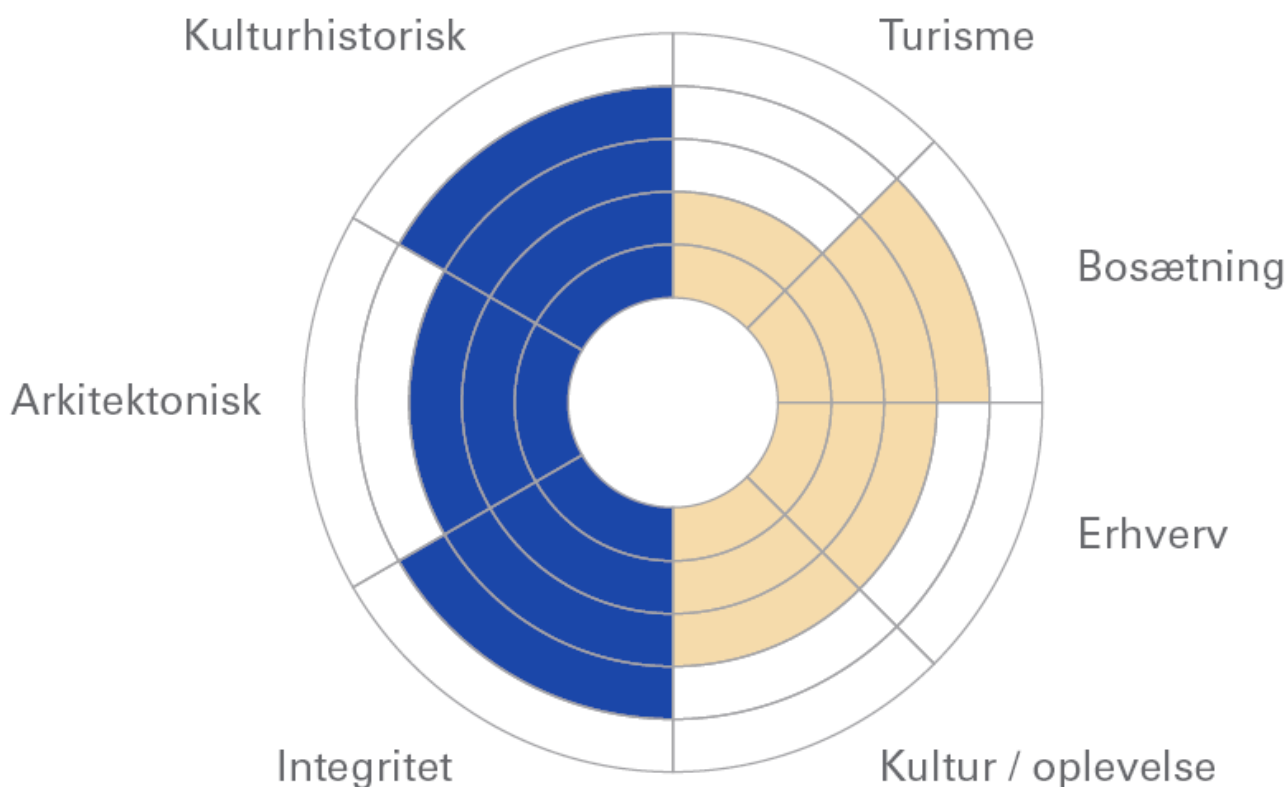 Kulturhistorisk
Turisme
Bosætning
Arkitektonisk
Erhverv
Integritet
Kultur / oplevelse